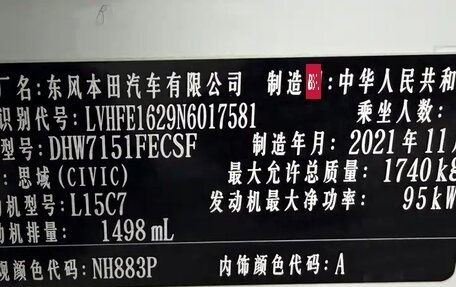 厂名:东风本田汽车有限公司 制造 :中华人民共和
识别代号:LVHFE1629N6017581 乘坐人数:
型号:DHW7151FECSF 制造年月:2021年11
:思域(CIVIC) 最大允许总质量:1740kg
机型号:L15C7 发动机最大净功率:95kW
机排量: 1498mL
观颜色代码:NH883P 内饰颜色代码:A